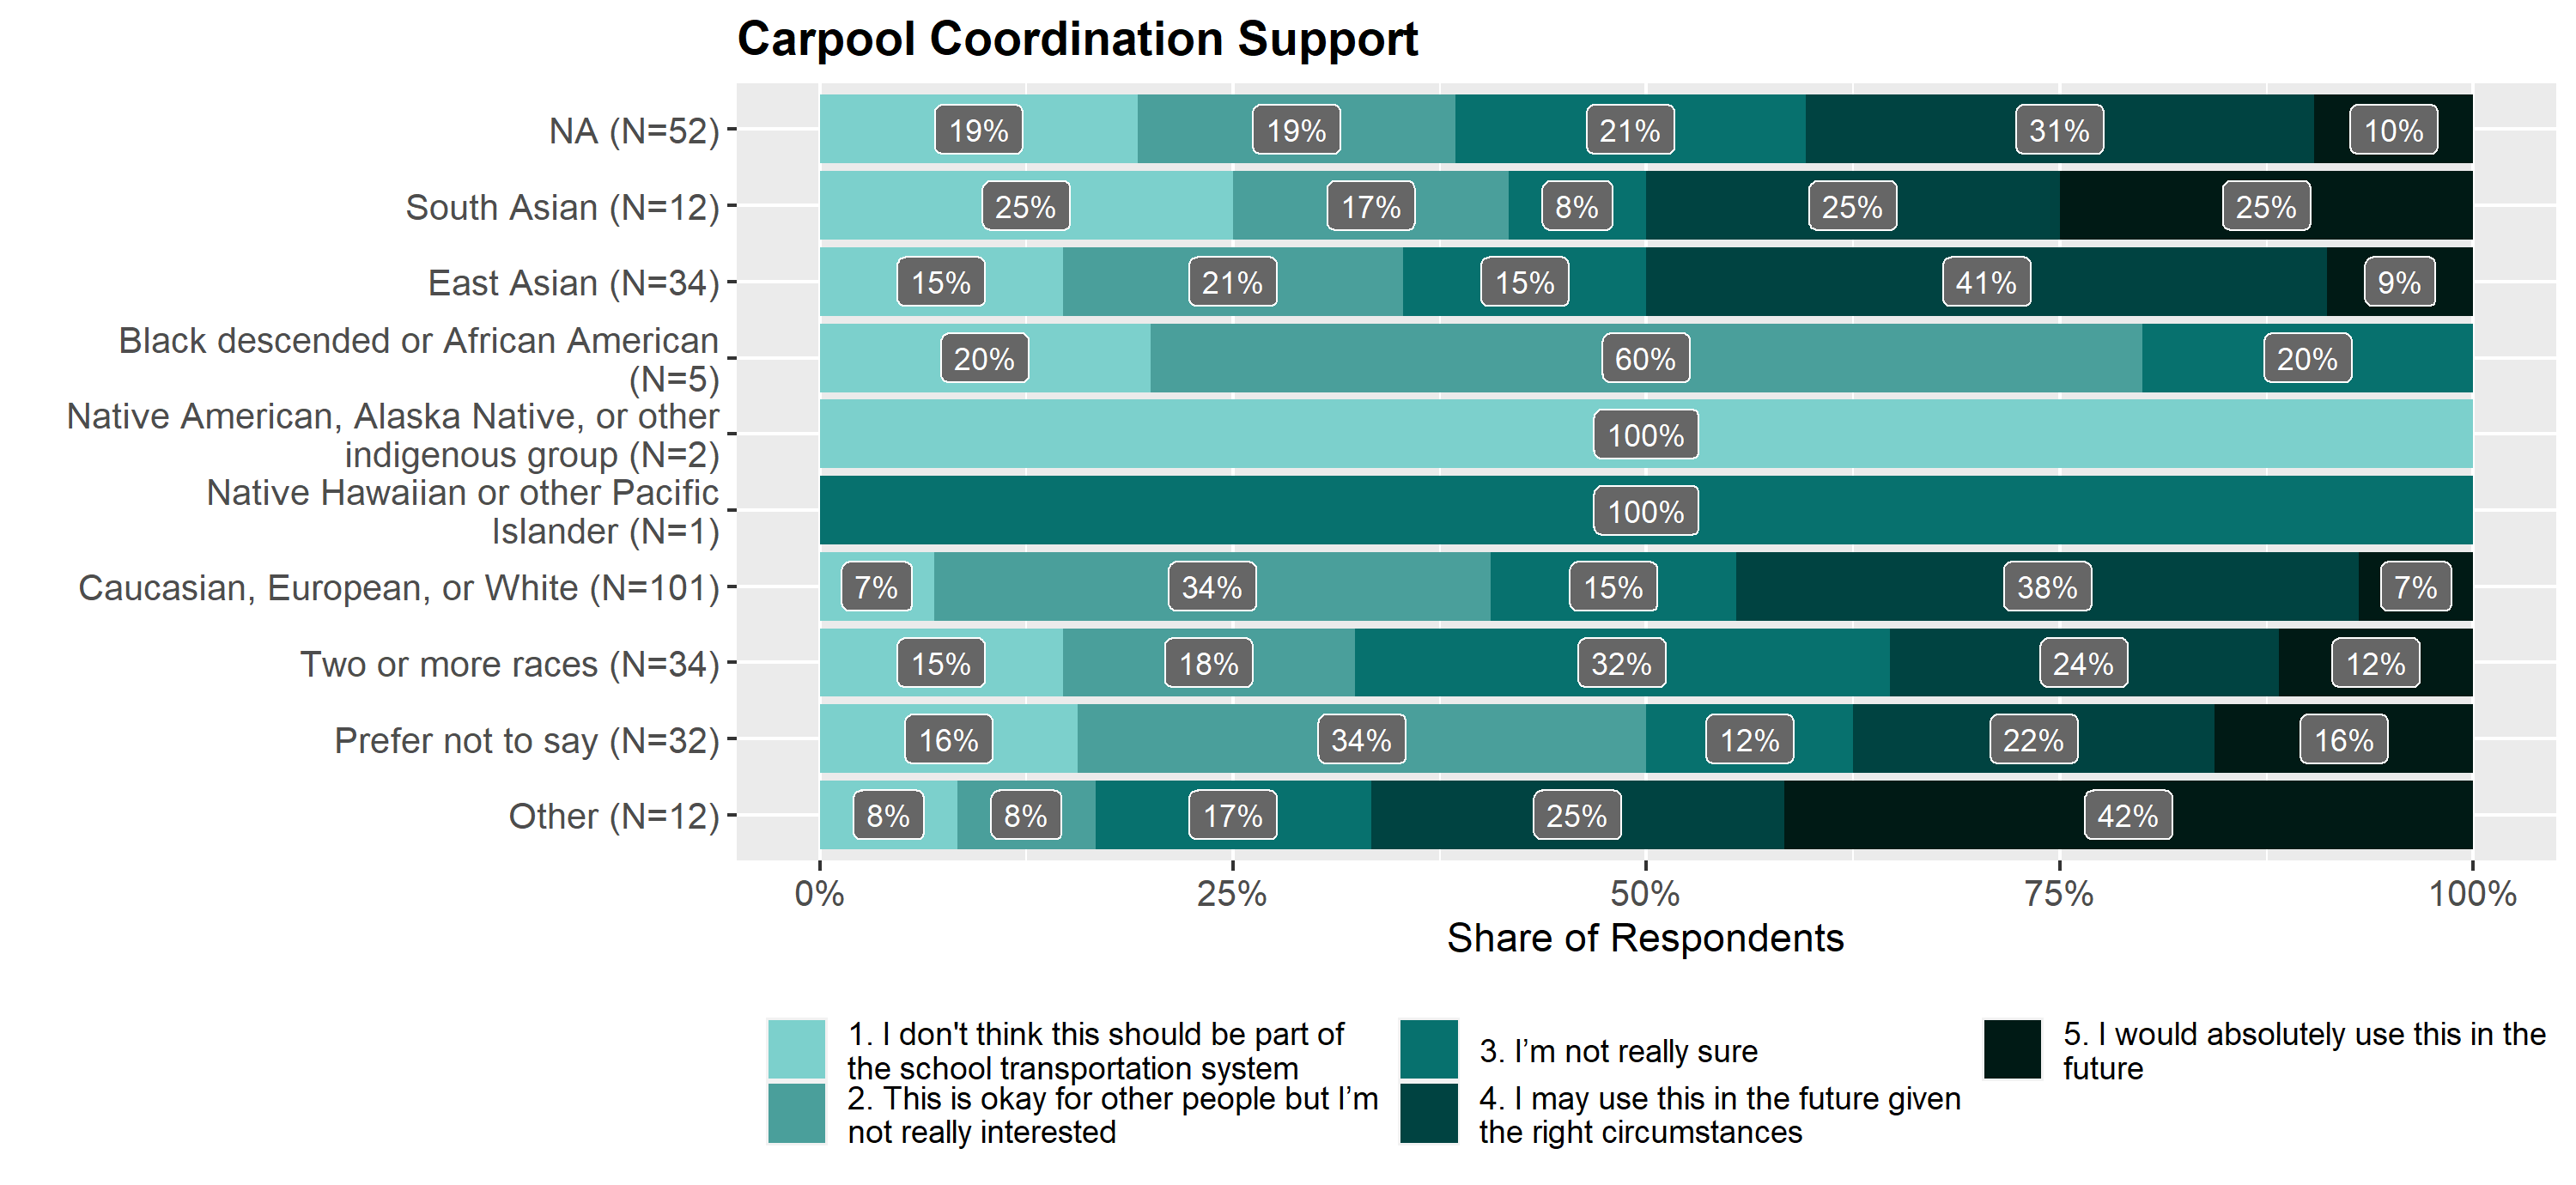 Carpool Coordination Support
NA (N=52)
19% 19% 21% 31% 10%
South Asian (N=12)
25% 17% 8% 25% 25%
East Asian (N=34)
15% 21% 15% 41% 9%
Black descended or African American
(N=5)
20% 60% 20%
Native American, Alaska Native, or other
indigenous group (N=2)
100%
Native Hawaiian or other Pacific
Islander (N=1)
100%
Caucasian, European, or White (N=101)
7% 34% 15% 38% 7%
Two or more races (N=34)
15% 18% 32% 24% 12%
Prefer not to say (N=32)
16% 34% 12% 22% 16%
Other (N=12)
8% 8% 17% 25% 42%
0% 25% 50% 75% 100%
Share of Respondents
1. I don't think this should be part of
the school transportation system
2. This is okay for other people but I’m
not really interested
3. I’m not really sure
4. I may use this in the future given
the right circumstances
5. I would absolutely use this in the
future